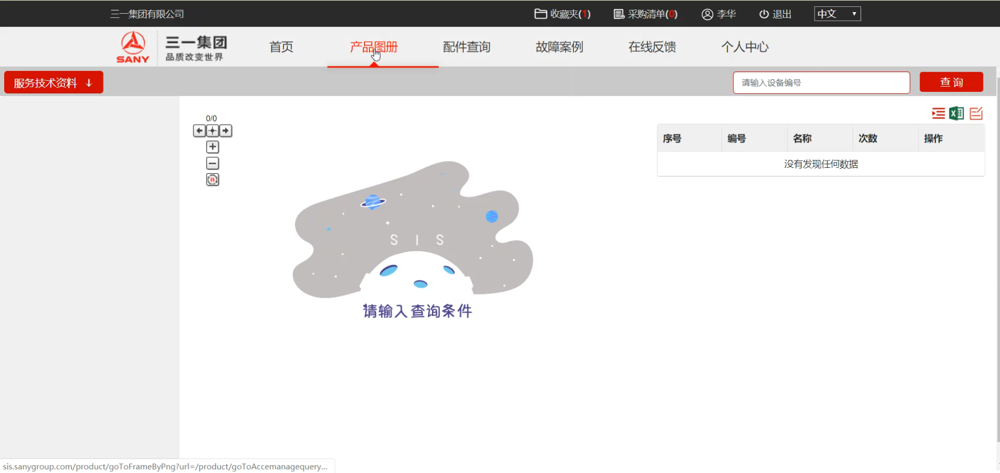 三一集团有限公司
收藏夹(1)
采购清单(0)
李华
退出
中文
SANY
三一集团
品质改变世界
首页
产品图册
配件查询
故障案例
在线反馈
个人中心
服务技术资料
请输入设备编号
查询
0/0
转
序号 编号 名称 次数 操作
没有发现任何数据
S I S
请输入查询条件
sis.sanygroup.com/product/goToFrameByPng?url=/product/goToAccemanagequery...